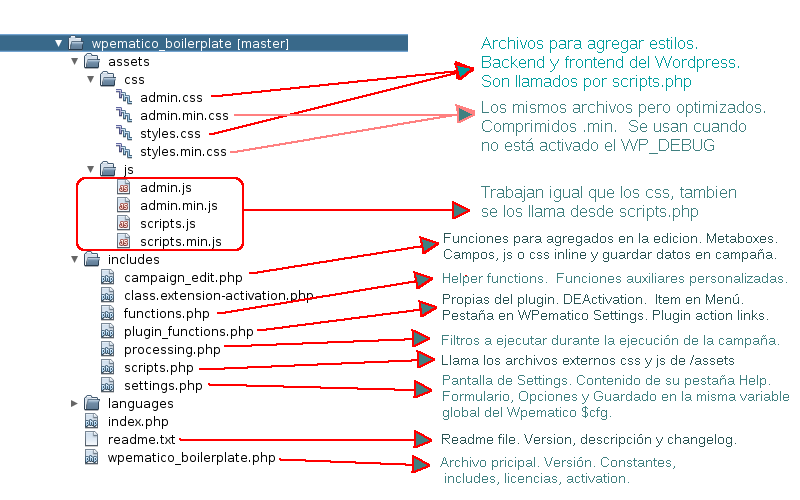 wpematico_boilerplate [master]
assets
css
admin.css
admin.min.css
styles.css
styles.min.css
js
admin.js
admin.min.js
scripts.js
scripts.min.js
includes
campaign_edit.php
class.extension-activation.php
functions.php
plugin_functions.php
processing.php
scripts.php
settings.php
languages
index.php
readme.txt
wpematico_boilerplate.php
Archivos para agregar estilos.
Backend y frontend del Wordpress.
Son llamados por scripts.php
Los mismos archivos pero optimizados.
Comprimidos .min. Se usan cuando
no está activado el WP_DEBUG
Trabajan igual que los css, tambien
se los llama desde scripts.php
Funciones para agregados en la edicion. Metaboxes.
Campos, js o css inline y guardar datos en campaña.
Helper functions. Funciones auxiliares personalizadas.
Propias del plugin. DEActivation. Item en Menú.
Pestaña en WPematico Settings. Plugin action links.
Filtros a ejecutar durante la ejecución de la campaña.
Llama los archivos externos css y js de /assets
Pantalla de Settings. Contenido de su pestaña Help.
Formulario, Opciones y Guardado en la misma variable
global del Wpematico $cfg.
Readme file. Version, descripción y changelog.
Archivo pricipal. Versión. Constantes,
includes, licencias, activation.